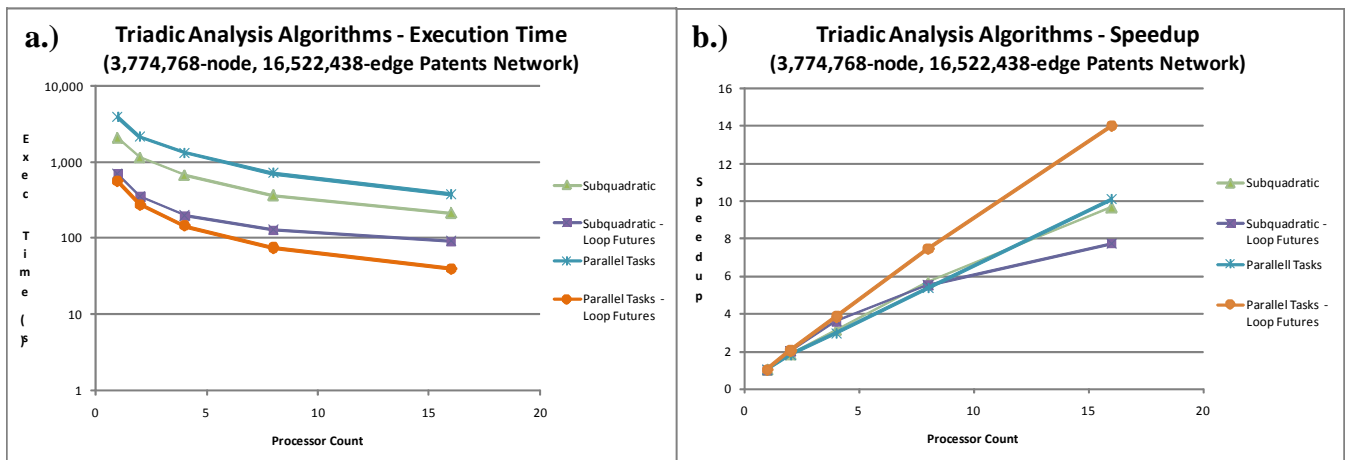 a.)
Triadic Analysis Algorithms - Execution Time
(3,774,768-node, 16,522,438-edge Patents Network)
10,000
1,000
100
10
1
Exec Time (s)
0
5
10
15
20
Processor Count
Subquadratic
Subquadratic -
Loop Futures
Parallel Tasks
Parallel Tasks -
Loop Futures
b.)
Triadic Analysis Algorithms - Speedup
(3,774,768-node, 16,522,438-edge Patents Network)
16
14
12
10
8
6
4
2
0
Speedup
0
5
10
15
20
Processor Count
Subquadratic
Subquadratic -
Loop Futures
Parallell Tasks
Parallel Tasks -
Loop Futures